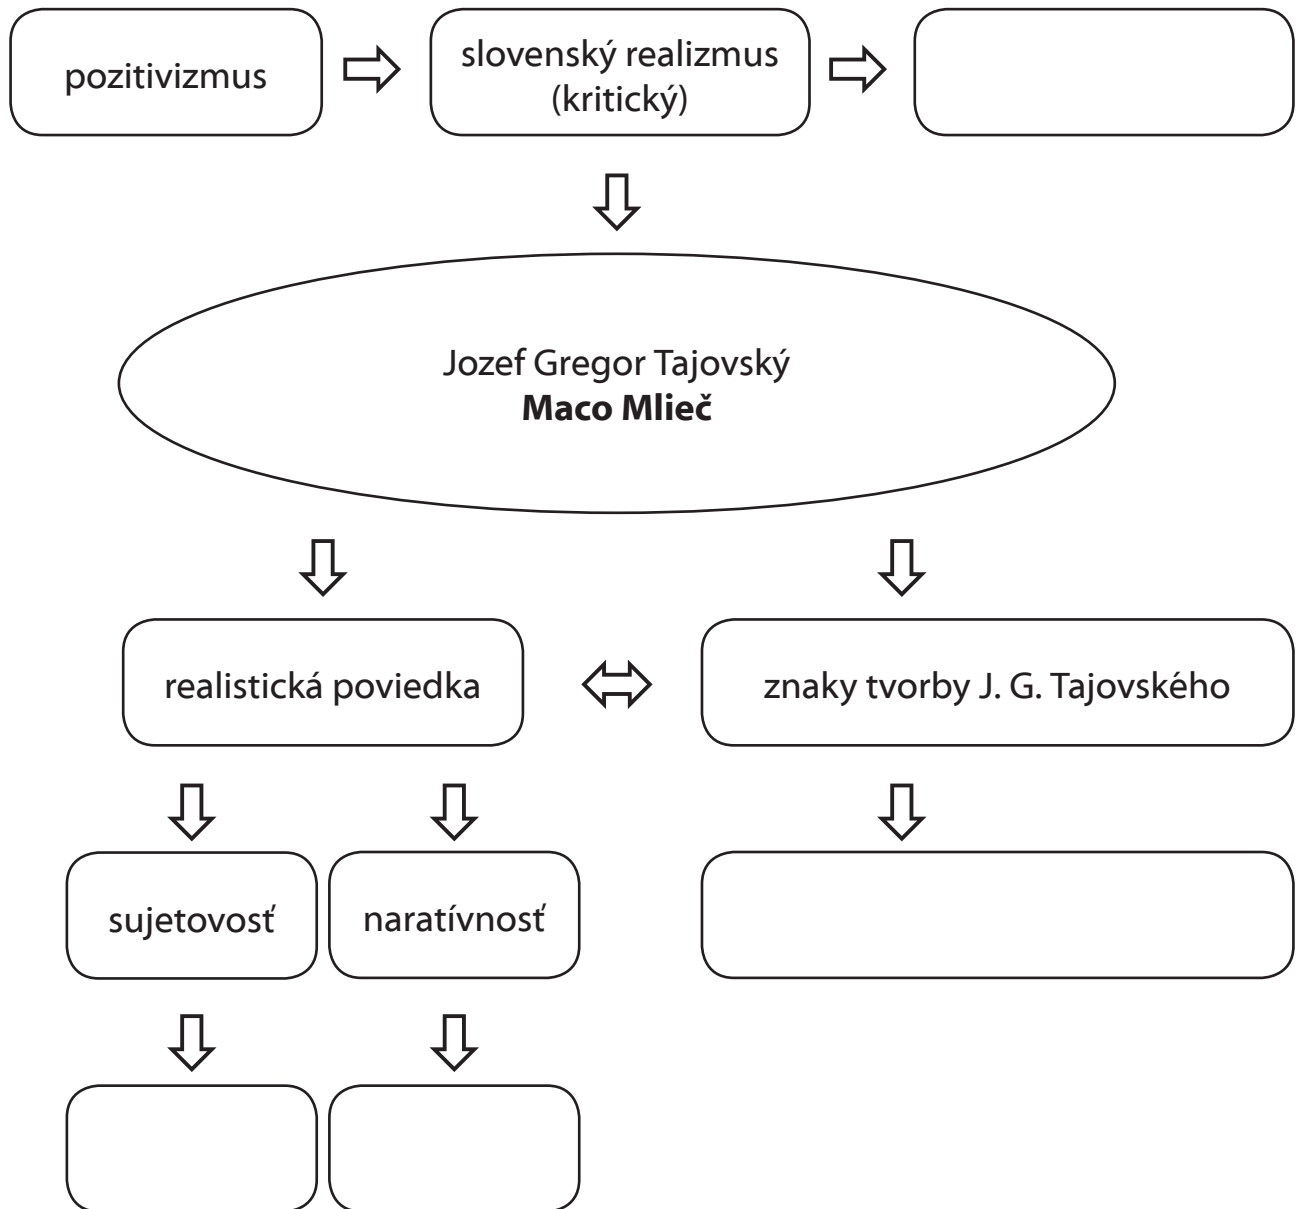 pozitivizmus
slovenský realizmus
(kritický)
Jozef Gregor Tajovský
Maco Mlieč
realistická poviedka
znaky tvorby J. G. Tajovského
sujetovosť
naratívnosť